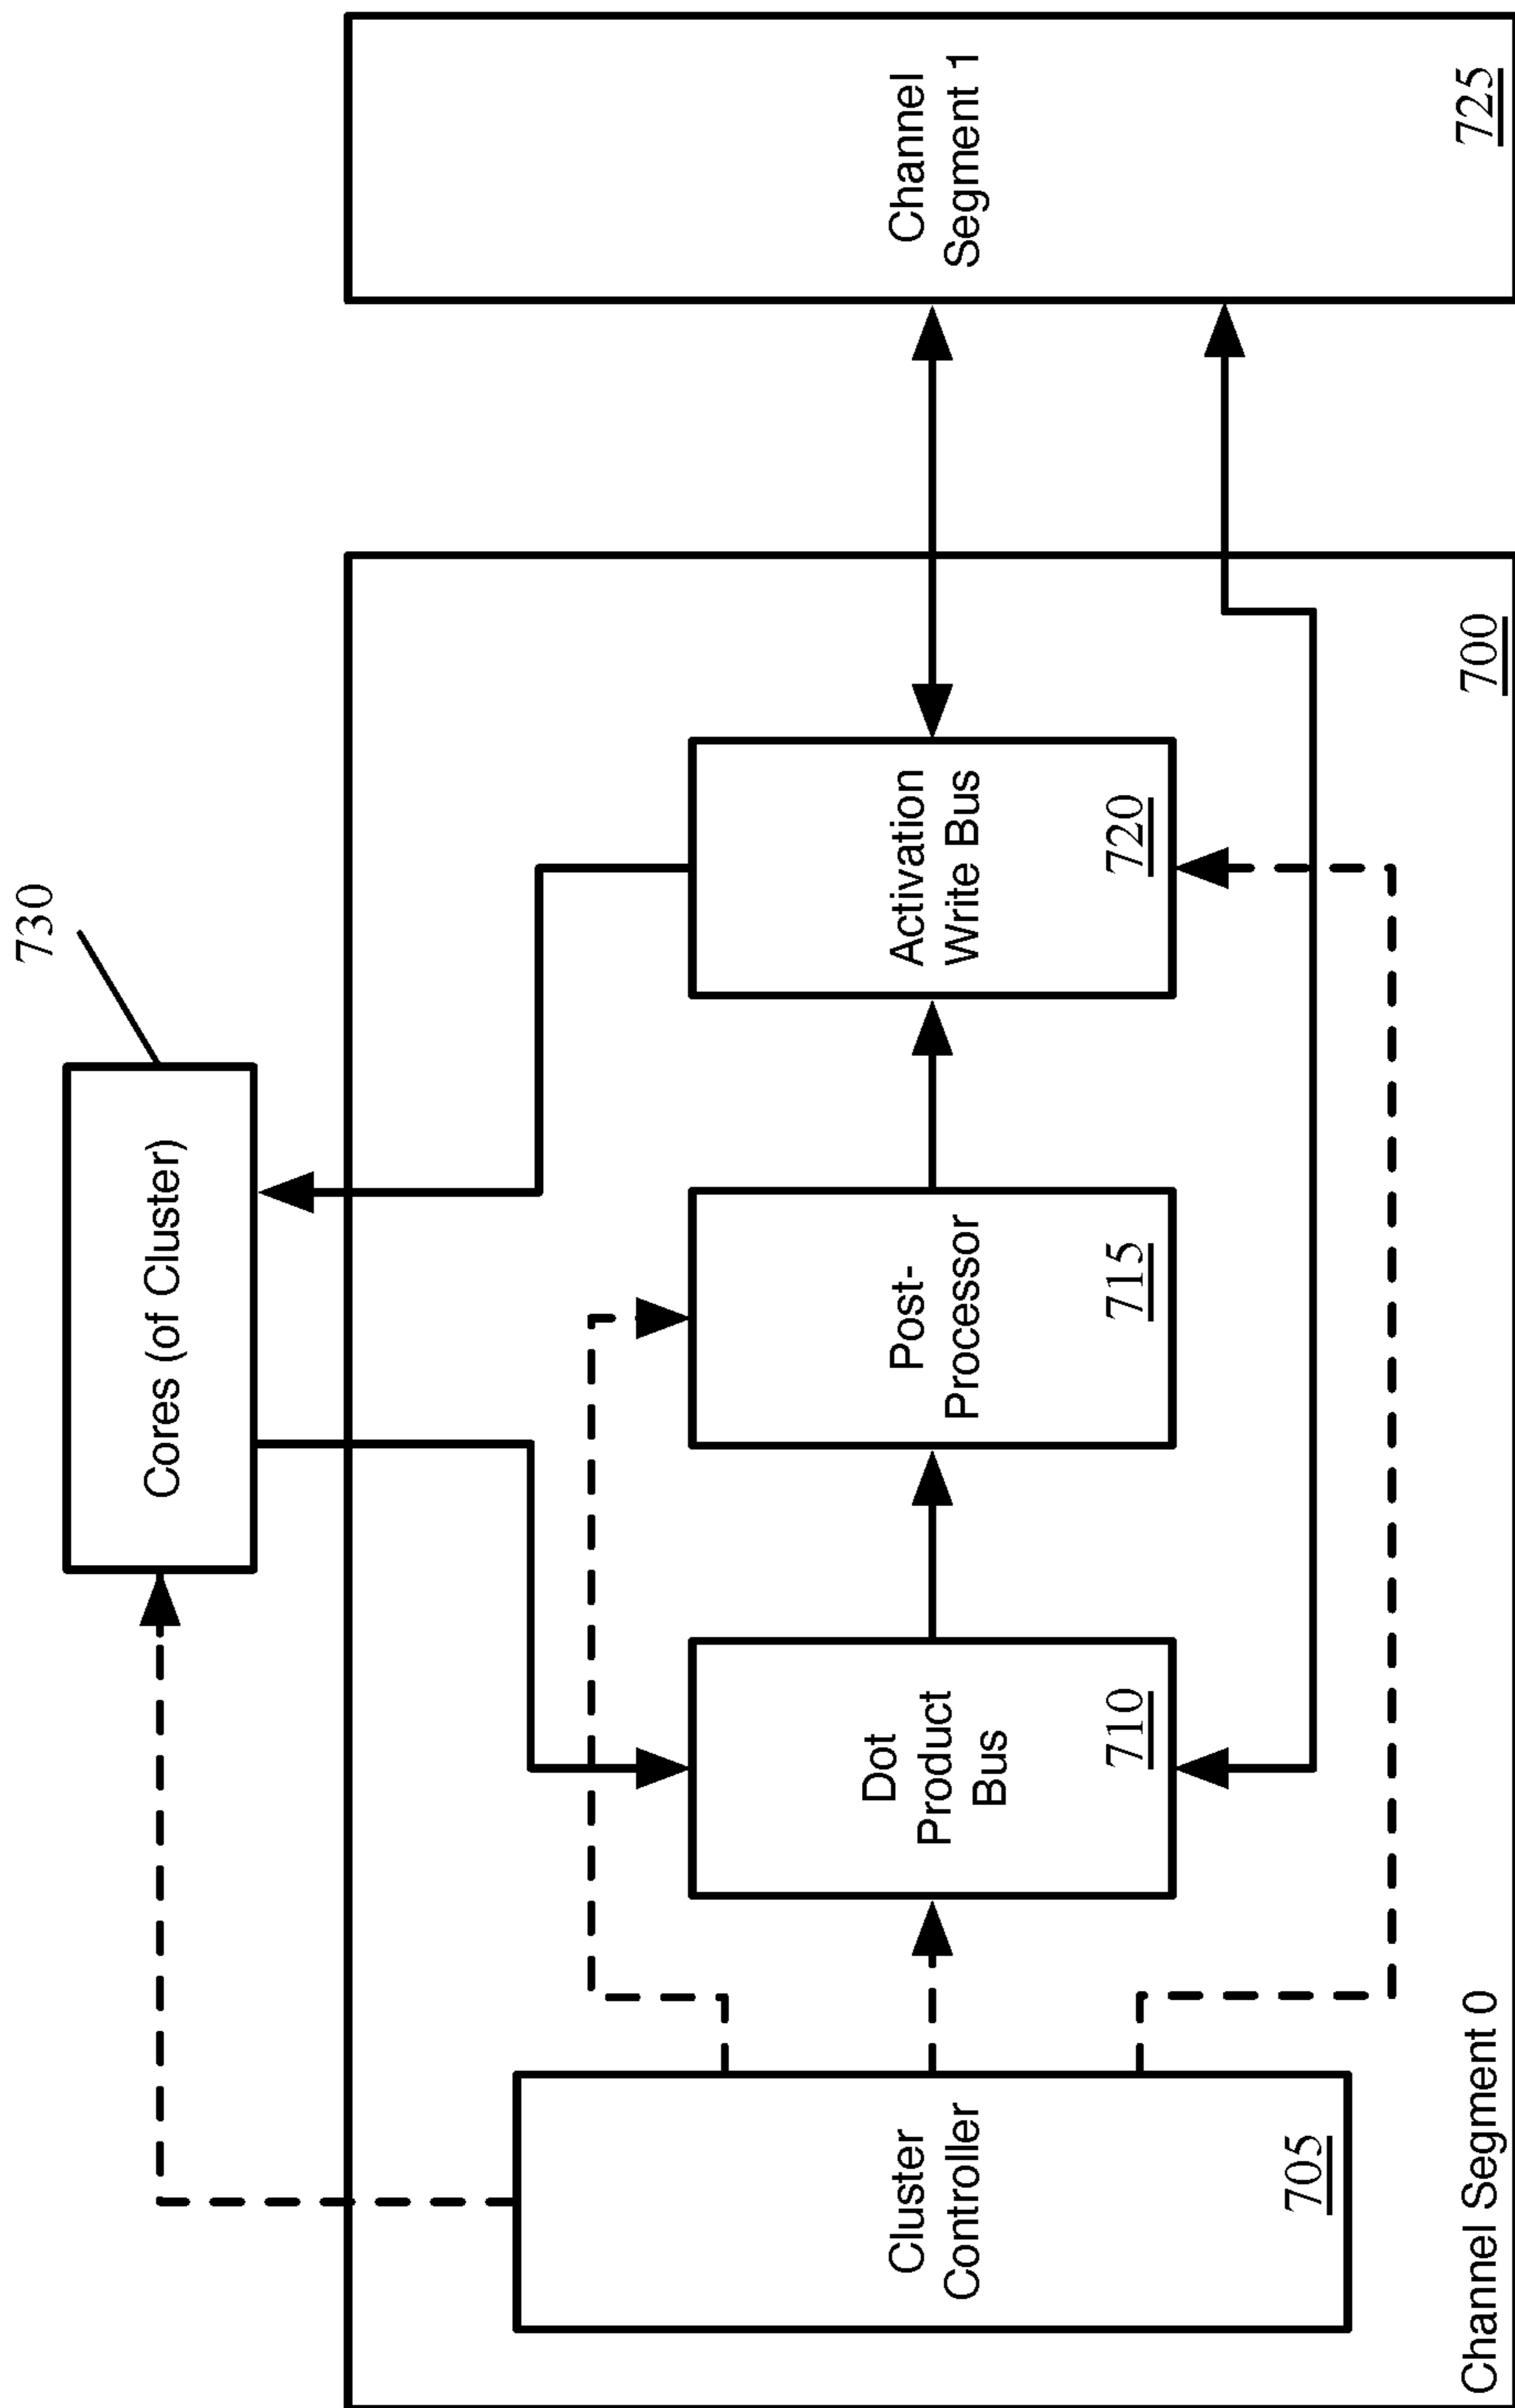 730
Cores (of Cluster)
Cluster
Controller
705
Dot
Product
Bus
710
Post-
Processor
715
Activation
Write Bus
720
Channel
Segment 1
725
Channel Segment 0
700